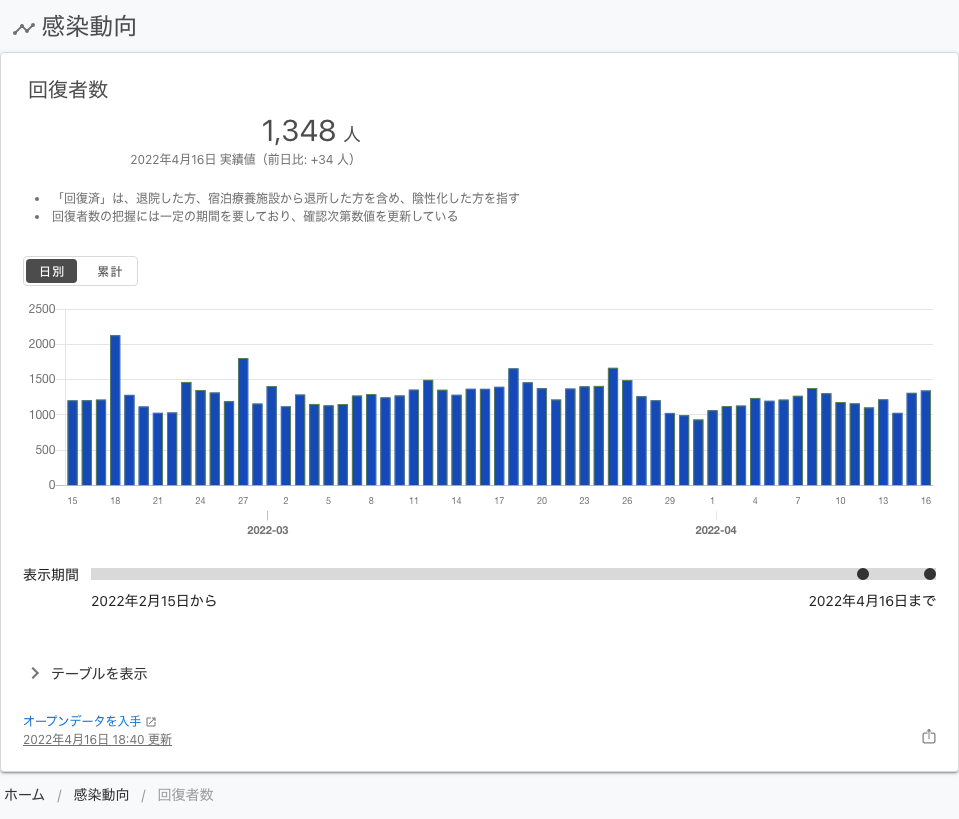 感染動向
回復者数
1,348 人
2022年4月16日 実績値（前日比: +34 人）
• 「回復済」は、退院した方、宿泊療養施設から退所した方を含め、陰性化した方を指す
• 回復者数の把握には一定の期間を要しており、確認次第数値を更新している
日別 累計
2500
2000
1500
1000
500
0
15 18 21 24 27 2 5 8 11 14 17 20 23 26 29 1 4 7 10 13 16
2022-03 2022-04
表示期間
2022年2月15日から 2022年4月16日まで
テーブルを表示
オープンデータを入手
2022年4月16日 18:40 更新
ホーム / 感染動向 / 回復者数